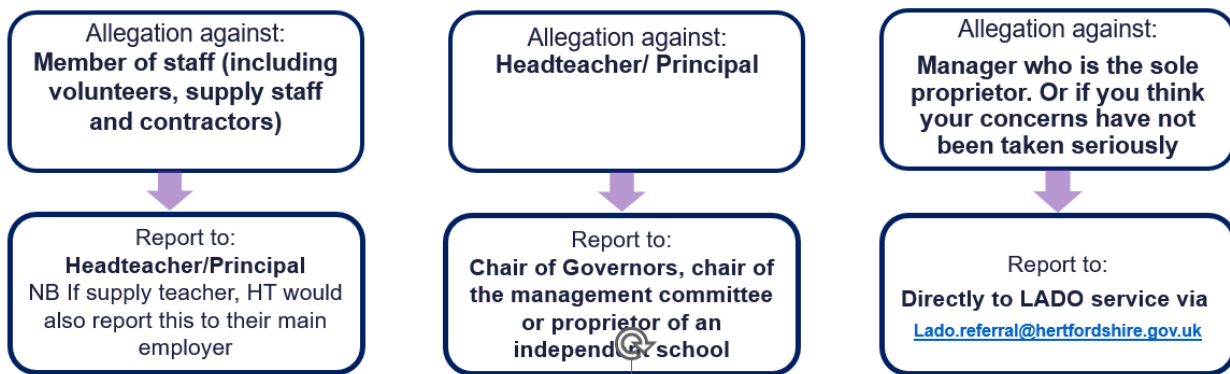 Allegation against:
Member of staff (including
volunteers, supply staff
and contractors)
Report to:
Headteacher/Principal
NB If supply teacher, HT would
also report this to their main
employer
Allegation against:
Headteacher/ Principal
Report to:
Chair of Governors, chair of
the management committee
or proprietor of an
independent school
Allegation against:
Manager who is the sole
proprietor. Or if you think
your concerns have not
been taken seriously
Report to:
Directly to LADO service via
Lado.referral@hertfordshire.gov.uk